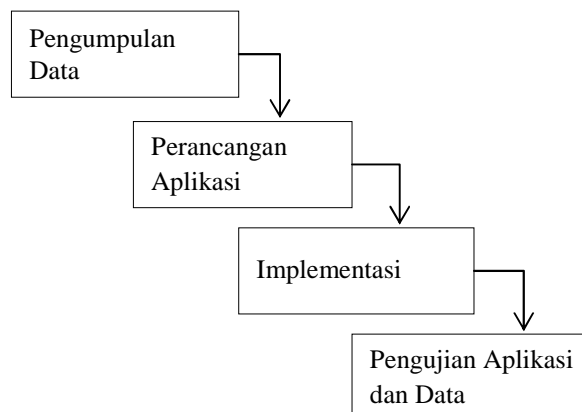 Pengumpulan
Data
Perancangan
Aplikasi
Implementasi
Pengujian Aplikasi
dan Data